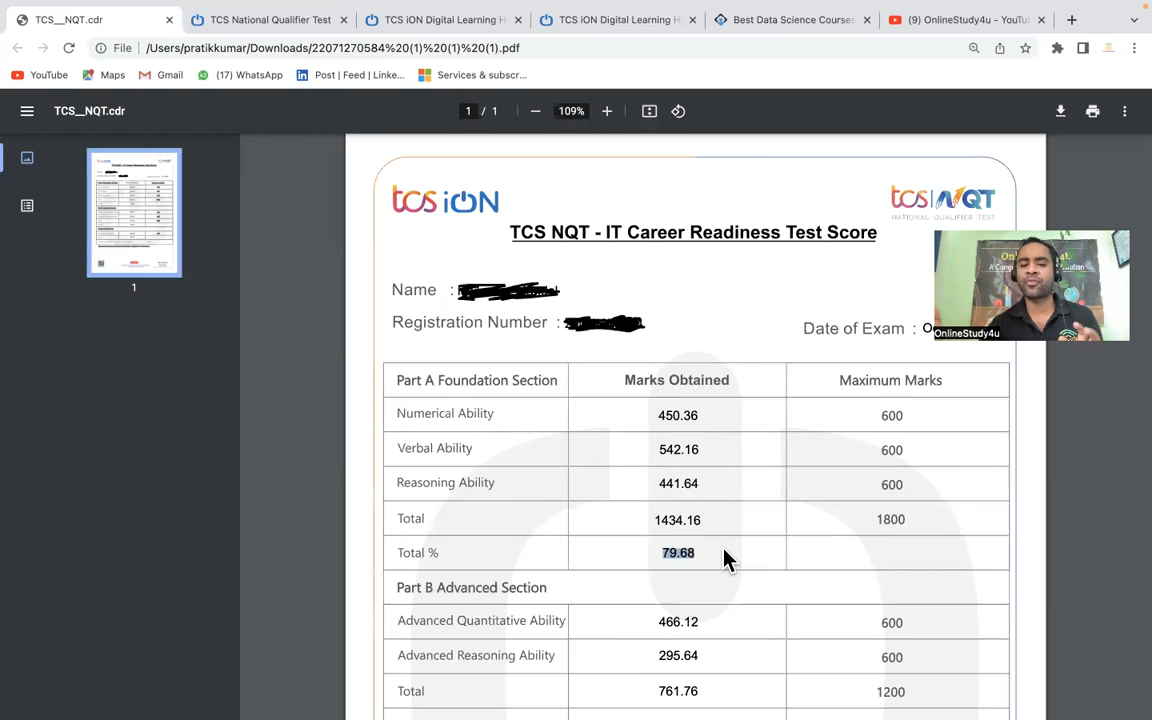 TCS__NQT.cdr
TCS National Qualifier Test
TCS iON Digital Learning H
TCS iON Digital Learning H
Best Data Science Courses
(1) OnlineStudy4u - YouTu
File
/Users/pratikkumar/Downloads/22071270584%20(1)%20(1)%20(1).pdf
YouTube
Maps
Gmail
(17) WhatsApp
Post | Feed | Linke...
Services & subscr...
TCS__NQT.cdr
1 / 1
109%
1
tcs iON
tcs NQT
NATIONAL QUALIFIER TEST
TCS NQT - IT Career Readiness Test Score
Name :
Registration Number :
Date of Exam :
OnlineStudy4u
Part A Foundation Section Marks Obtained Maximum Marks
Numerical Ability 450.36 600
Verbal Ability 542.16 600
Reasoning Ability 441.64 600
Total 1434.16 1800
Total % 79.68
Part B Advanced Section
Advanced Quantitative Ability 466.12 600
Advanced Reasoning Ability 295.64 600
Total 761.76 1200